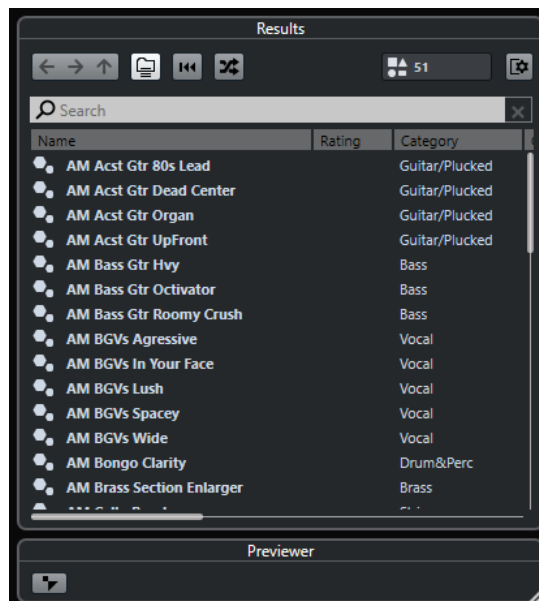 Results
51
Search
Name Rating Category
AM Acst Gtr 80s Lead Guitar/Plucked
AM Acst Gtr Dead Center Guitar/Plucked
AM Acst Gtr Organ Guitar/Plucked
AM Acst Gtr UpFront Guitar/Plucked
AM Bass Gtr Hvy Bass
AM Bass Gtr Octivator Bass
AM Bass Gtr Roomy Crush Bass
AM BGVs Agressive Vocal
AM BGVs In Your Face Vocal
AM BGVs Lush Vocal
AM BGVs Spacey Vocal
AM BGVs Wide Vocal
AM Bongo Clarity Drum&Perc
AM Brass Section Enlarger Brass
Previewer